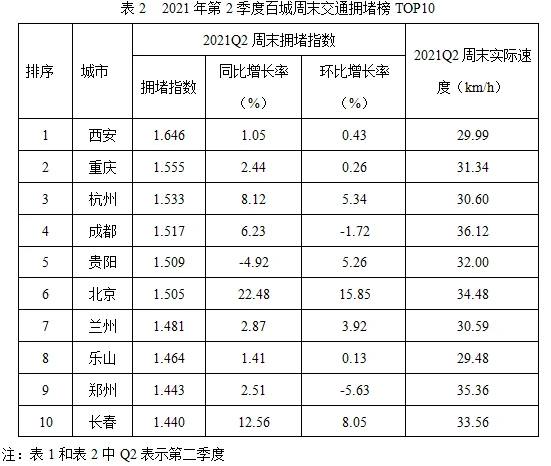 表 2 2021 年第 2 季度百城周末交通拥堵榜 TOP10
排序 城市 2021Q2 周末拥堵指数 2021Q2 周末实际速度（km/h）
拥堵指数 同比增长率（%） 环比增长率（%）
1 西安 1.646 1.05 0.43 29.99
2 重庆 1.555 2.44 0.26 31.34
3 杭州 1.533 8.12 5.34 30.60
4 成都 1.517 6.23 -1.72 36.12
5 贵阳 1.509 -4.92 5.26 32.00
6 北京 1.505 22.48 15.85 34.48
7 兰州 1.481 2.87 3.92 30.59
8 乐山 1.464 1.41 0.13 29.48
9 郑州 1.443 2.51 -5.63 35.36
10 长春 1.440 12.56 8.05 33.56
注：表 1 和表 2 中 Q2 表示第二季度